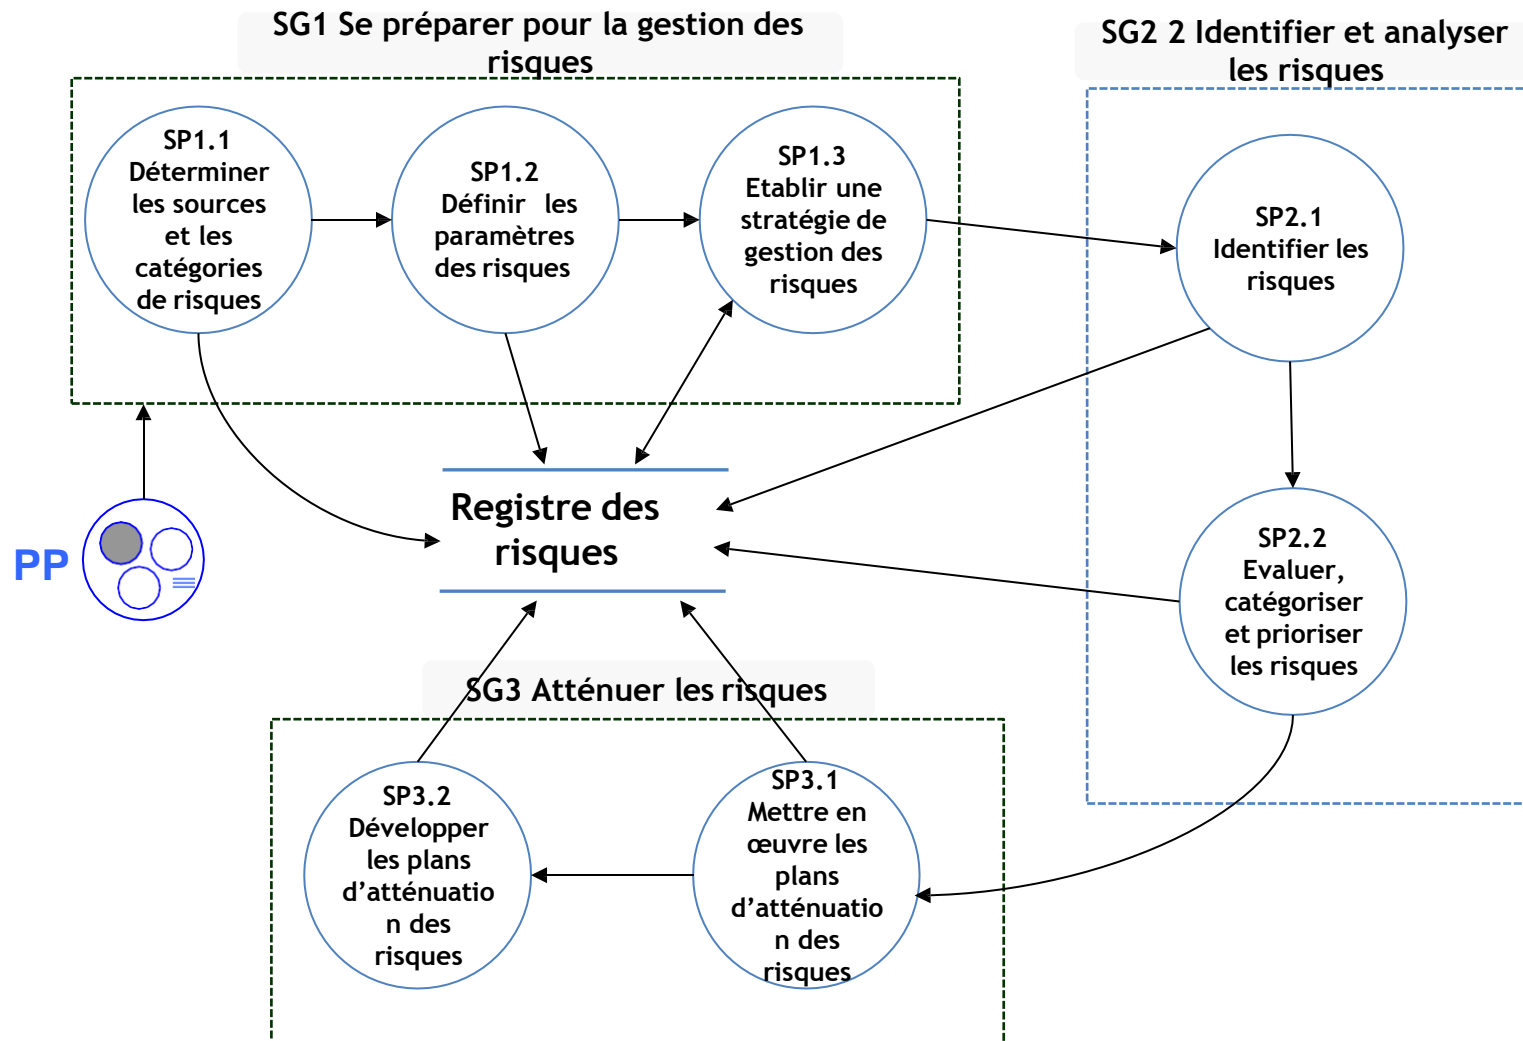 SG1 Se préparer pour la gestion des
risques
SG2 2 Identifier et analyser
les risques
SP1.1
Déterminer
les sources
et les
catégories
de risques
SP1.2
Définir les
paramètres
des risques
SP1.3
Etablir une
stratégie de
gestion des
risques
SP2.1
Identifier les
risques
Registre des
risques
PP
SP2.2
Evaluer,
catégoriser
et prioriser
les risques
SG3 Atténuer les risques
SP3.2
Développer
les plans
d’atténuatio
n des
risques
SP3.1
Mettre en
œuvre les
plans
d’atténuatio
n des
risques